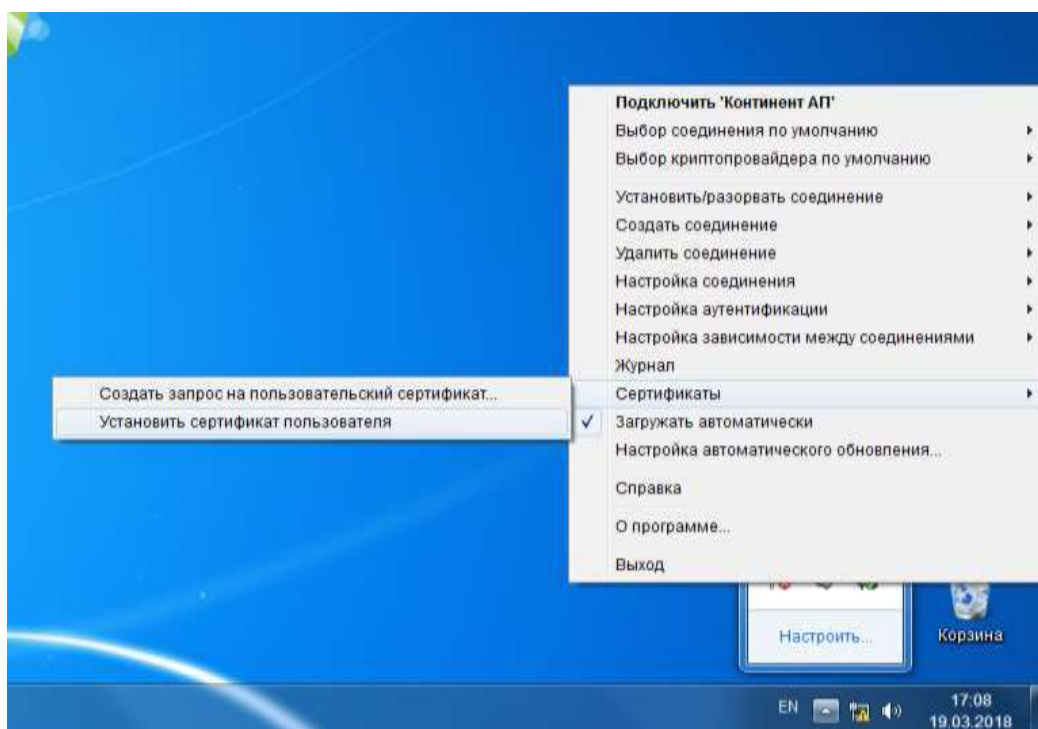 Подключить 'Континент АП'
Выбор соединения по умолчанию
Выбор криптопровайдера по умолчанию
Установить/разорвать соединение
Создать соединение
Удалить соединение
Настройка соединения
Настройка аутентификации
Настройка зависимости между соединениями
Журнал
Сертификаты
Создать запрос на пользовательский сертификат...
Установить сертификат пользователя
Загружать автоматически
Настройка автоматического обновления...
Справка
О программе...
Выход
Настроить...
Корзина
EN
17:08
19.03.2018